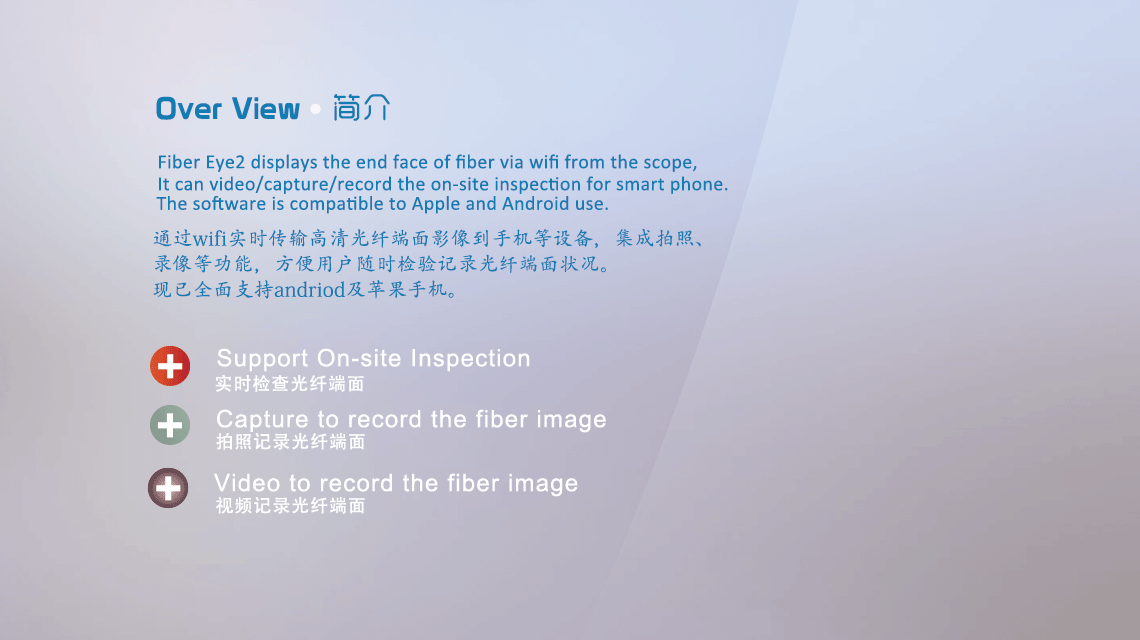 Over View • 简介
Fiber Eye2 displays the end face of fiber via wifi from the scope,
It can video/capture/record the on-site inspection for smart phone.
The software is compatible to Apple and Android use.
通过wifi实时传输高清光纤端面影像到手机等设备，集成拍照、
录像等功能，方便用户随时检验记录光纤端面状况。
现已全面支持andriod及苹果手机。
Support On-site Inspection
实时检查光纤端面
Capture to record the fiber image
拍照记录光纤端面
Video to record the fiber image
视频记录光纤端面